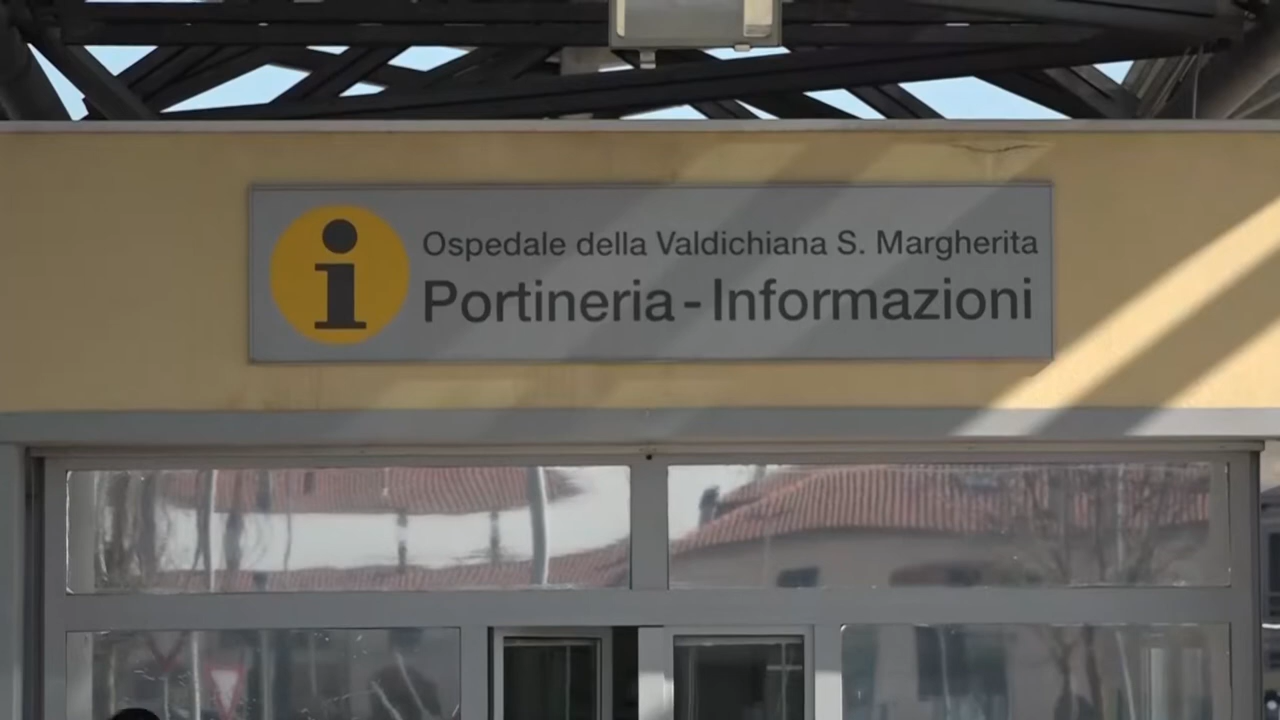 Ospedale della Valdichiana S. Margherita
i
Portineria - Informazioni